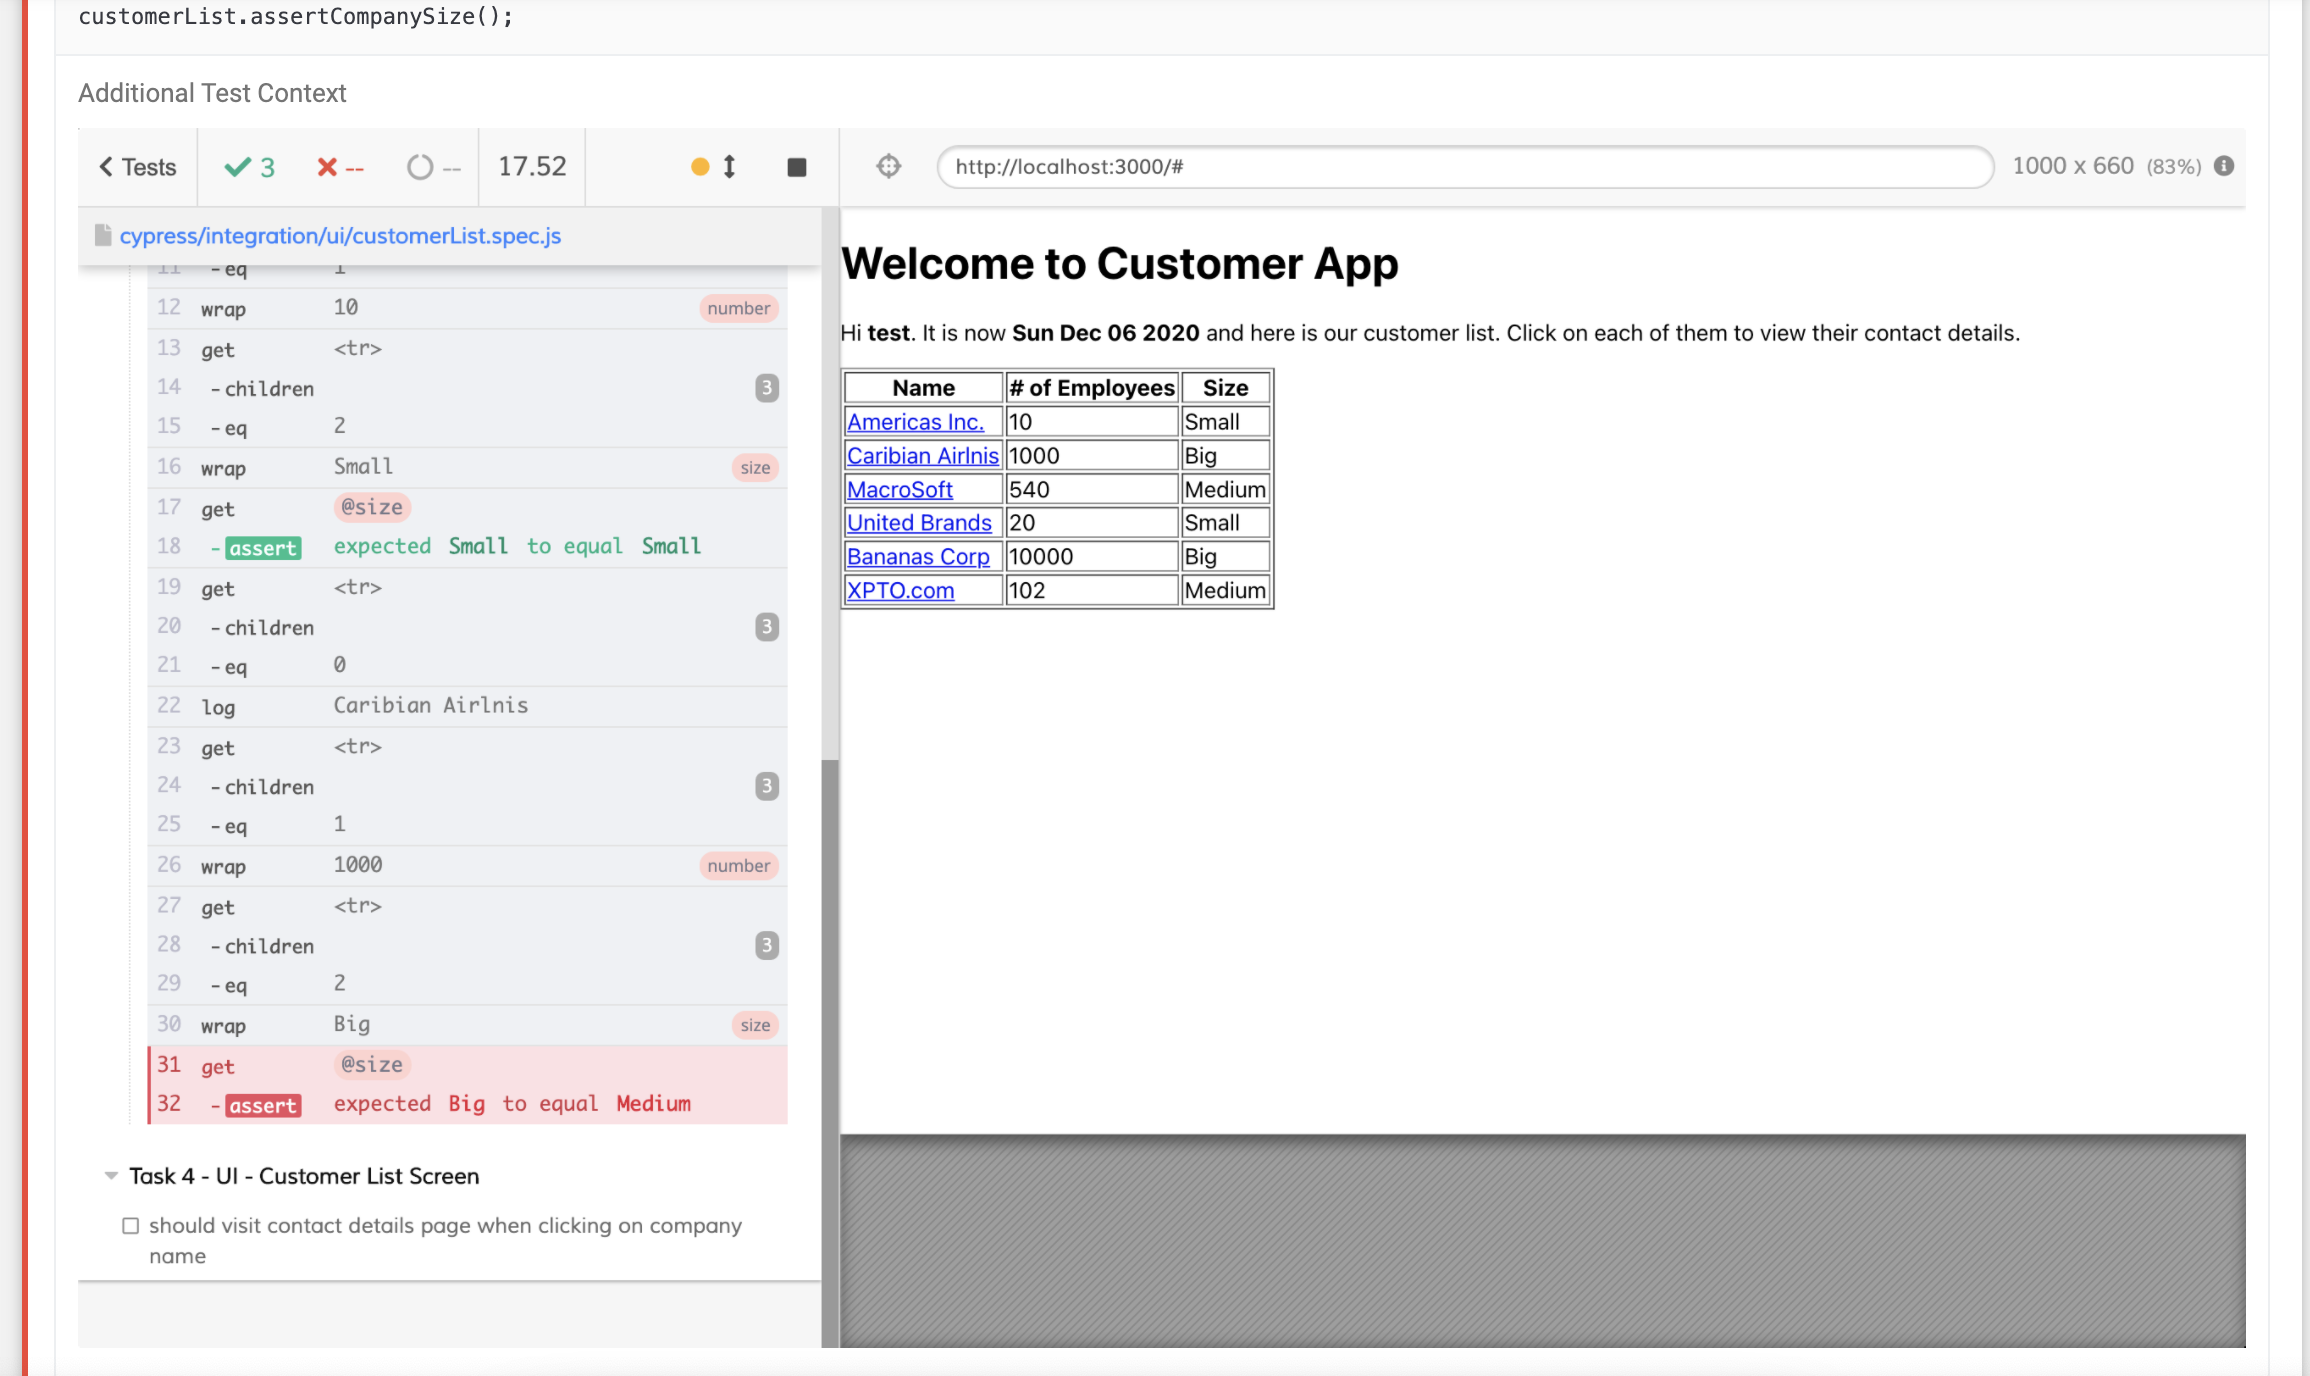 customerList.assertCompanySize();
Additional Test Context
Tests 3 -- -- 17.52 http://localhost:3000/# 1000 x 660 (83%)
cypress/integration/ui/customerList.spec.js
11 - eq 1
12 wrap 10 number
13 get <tr>
14 - children 3
15 - eq 2
16 wrap Small size
17 get @size
18 - assert expected Small to equal Small
19 get <tr>
20 - children 3
21 - eq 0
22 log Caribian Airlnis
23 get <tr>
24 - children 3
25 - eq 1
26 wrap 1000 number
27 get <tr>
28 - children 3
29 - eq 2
30 wrap Big size
31 get @size
32 - assert expected Big to equal Medium
Task 4 - UI - Customer List Screen
should visit contact details page when clicking on company
name
Welcome to Customer App
Hi test. It is now Sun Dec 06 2020 and here is our customer list. Click on each of them to view their contact details.
Name # of Employees Size
Americas Inc. 10 Small
Caribian Airlnis 1000 Big
MacroSoft 540 Medium
United Brands 20 Small
Bananas Corp 10000 Big
XPTO.com 102 Medium